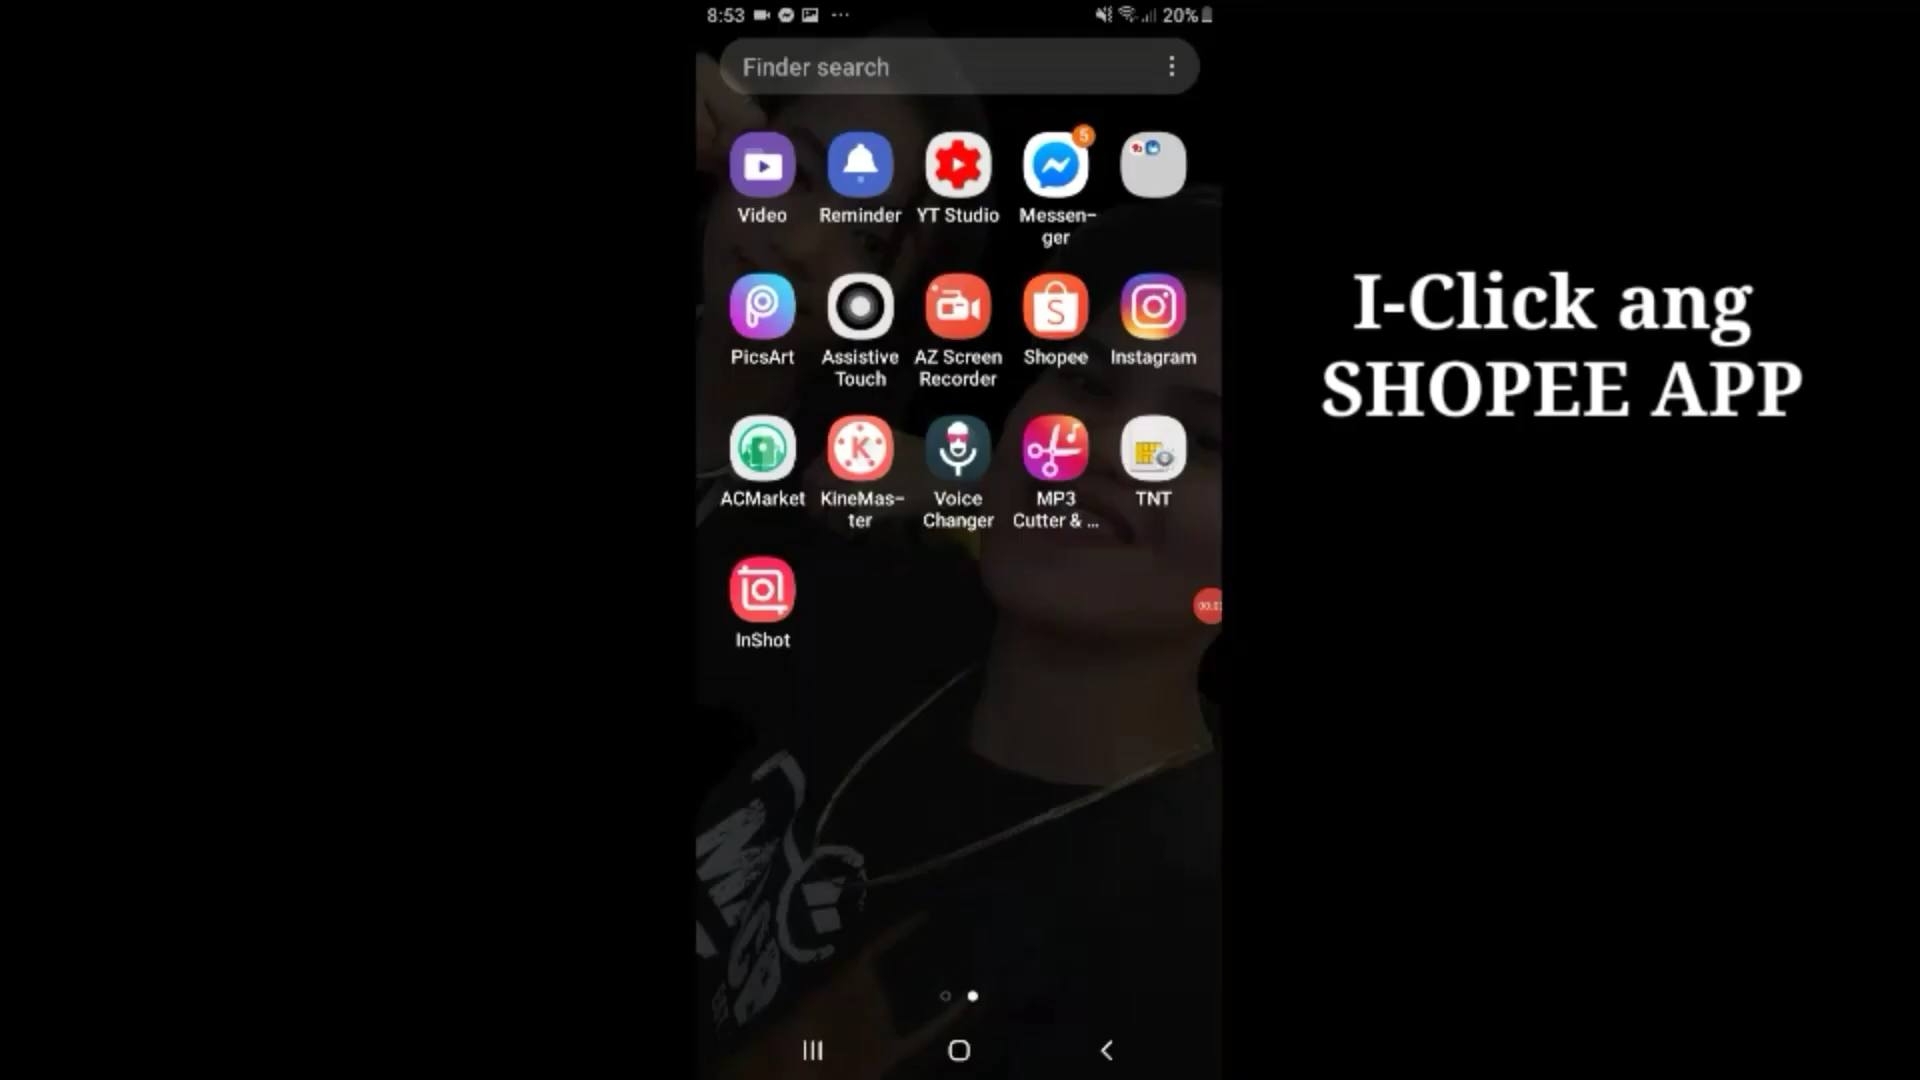 8:53
20%
Finder search
5
Video
Reminder
YT Studio
Messen-
ger
PicsArt
Assistive
Touch
AZ Screen
Recorder
Shopee
Instagram
I-Click ang
SHOPEE APP
ACMarket
KineMas-
ter
Voice
Changer
MP3
Cutter & ...
TNT
InShot